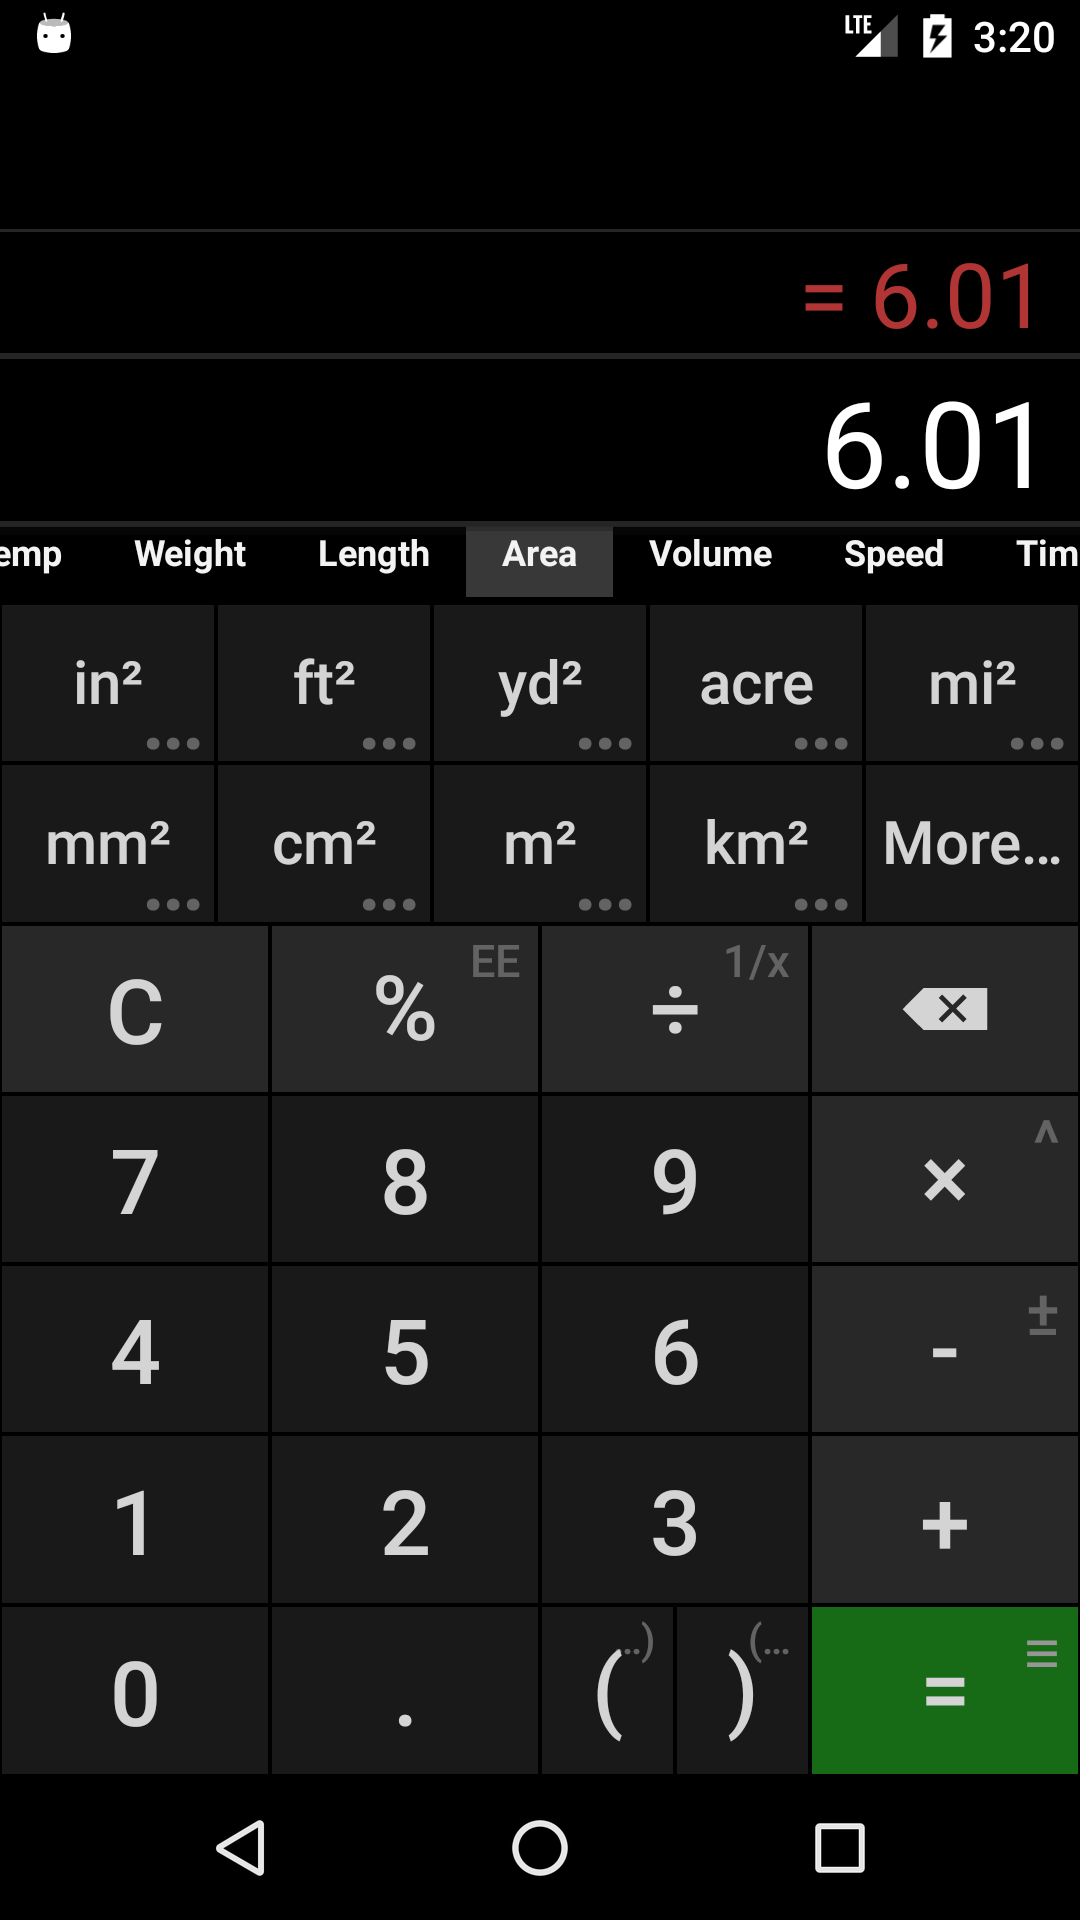 LTE 3:20
= 6.01
6.01
emp Weight Length Area Volume Speed Tim
in² ft² yd² acre mi²
mm² cm² m² km² More...
C % EE ÷ 1/x
7 8 9 × ^
4 5 6 - ±
1 2 3 +
0 . ( ..) ) (... =